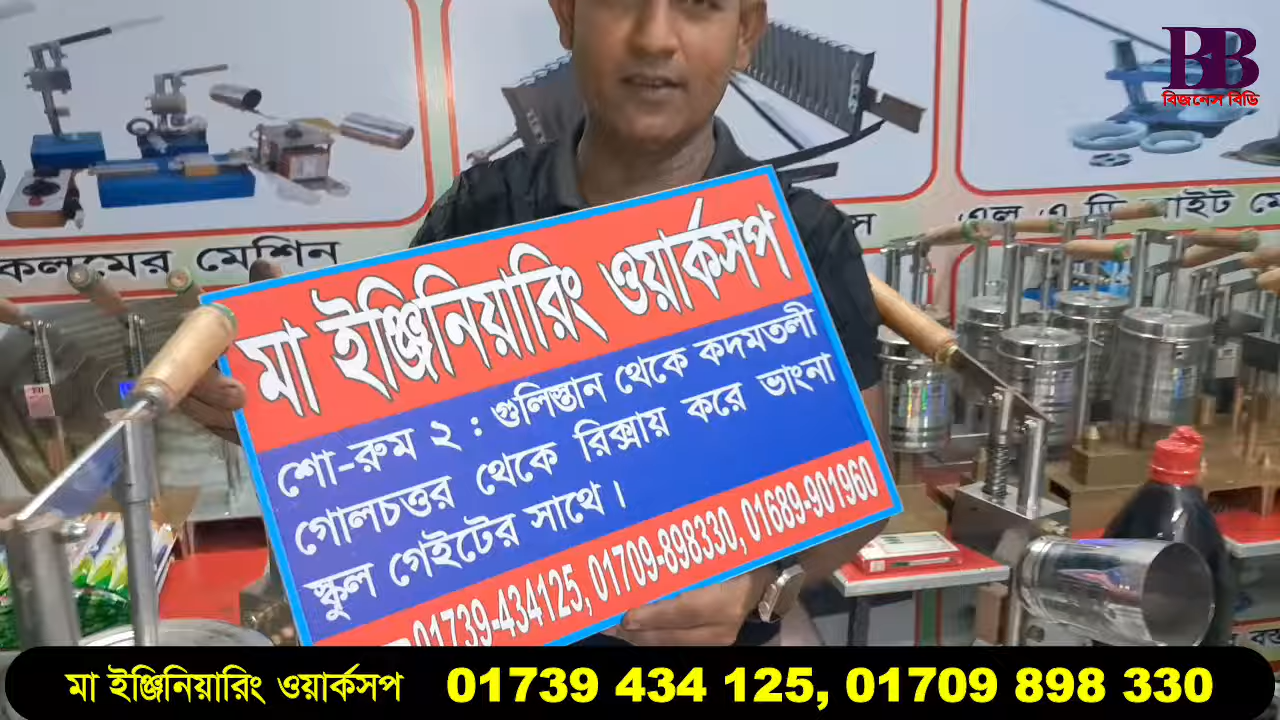 BB
বিজনেস বিডি
কলমের মেশিন
স
মা ইঞ্জিনিয়ারিং ওয়ার্কসপ
শো-রুম ২ : গুলিস্তান থেকে কদমতলী
গোলচত্তর থেকে রিক্সায় করে ভাংনা
স্কুল গেইটের সাথে।
01739-434125, 01709-898330, 01689-901960
মা ইঞ্জিনিয়ারিং ওয়ার্কসপ 01739 434 125, 01709 898 330